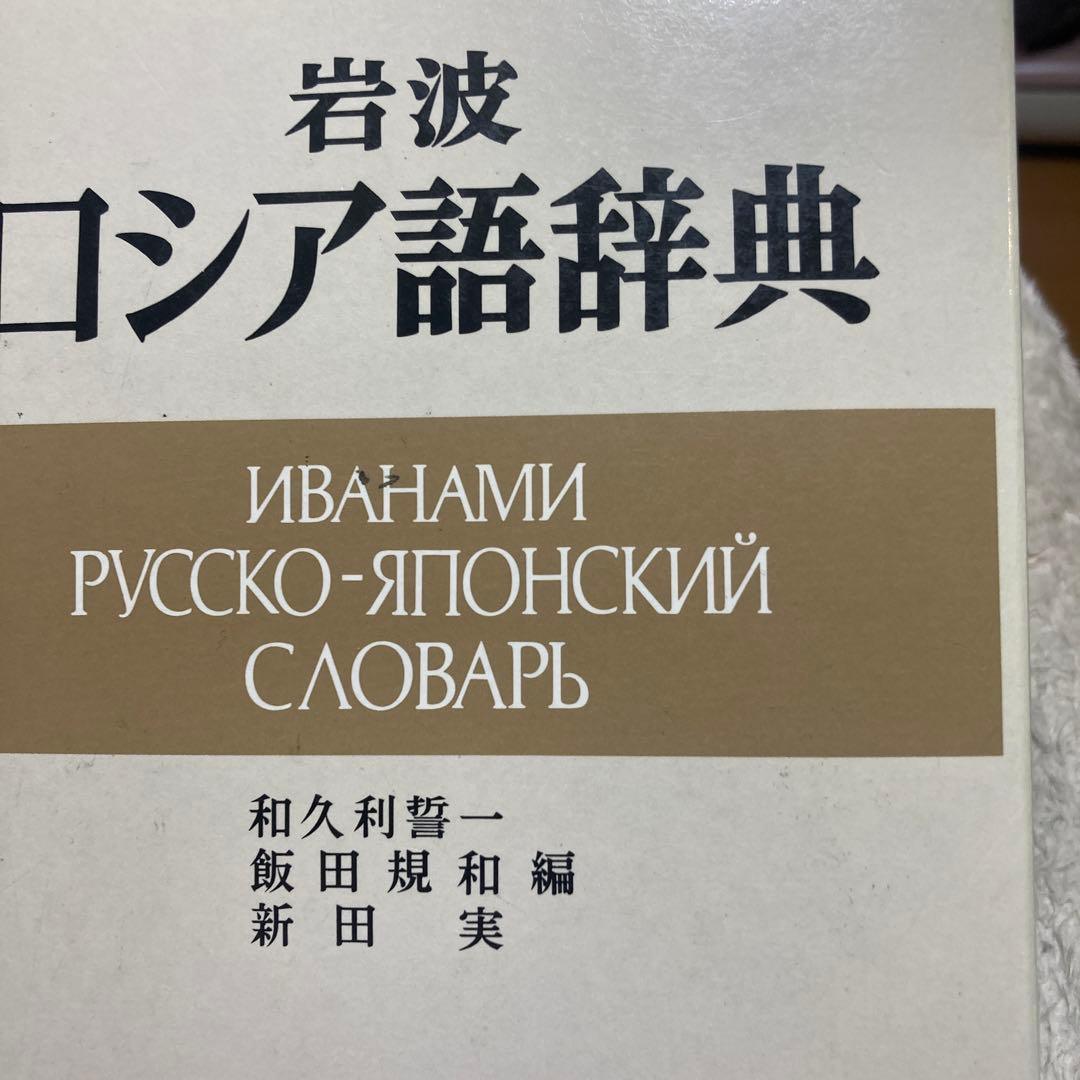 岩波
ロシア語辞典
ИВАНАМИ
РУССКО-ЯПОНСКИЙ
СЛОВАРЬ
和久利誓一
飯田規和編
新田 実